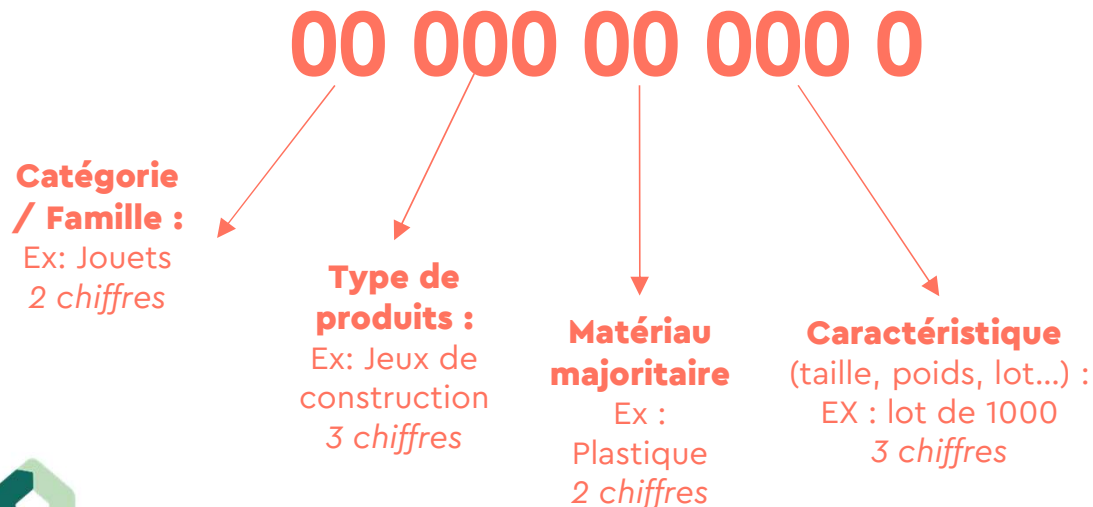 00 000 00 000 0
Catégorie
/ Famille :
Ex: Jouets
2 chiffres
Type de
produits :
Ex: Jeux de
construction
3 chiffres
Matériau
majoritaire
Ex :
Plastique
2 chiffres
Caractéristique
(taille, poids, lot...) :
EX : lot de 1000
3 chiffres